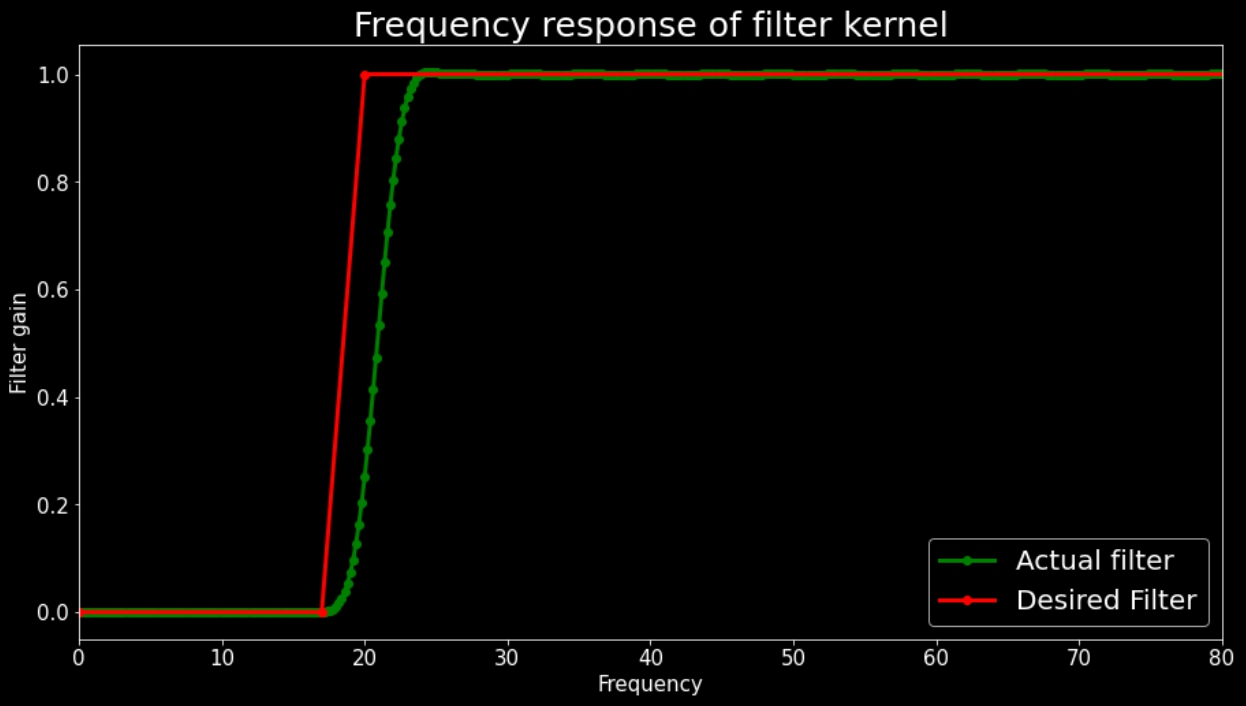 Frequency response of filter kernel
1.0
0.8
0.6
0.4
0.2
0.0
Filter gain
0 10 20 30 40 50 60 70 80
Frequency
Actual filter
Desired Filter